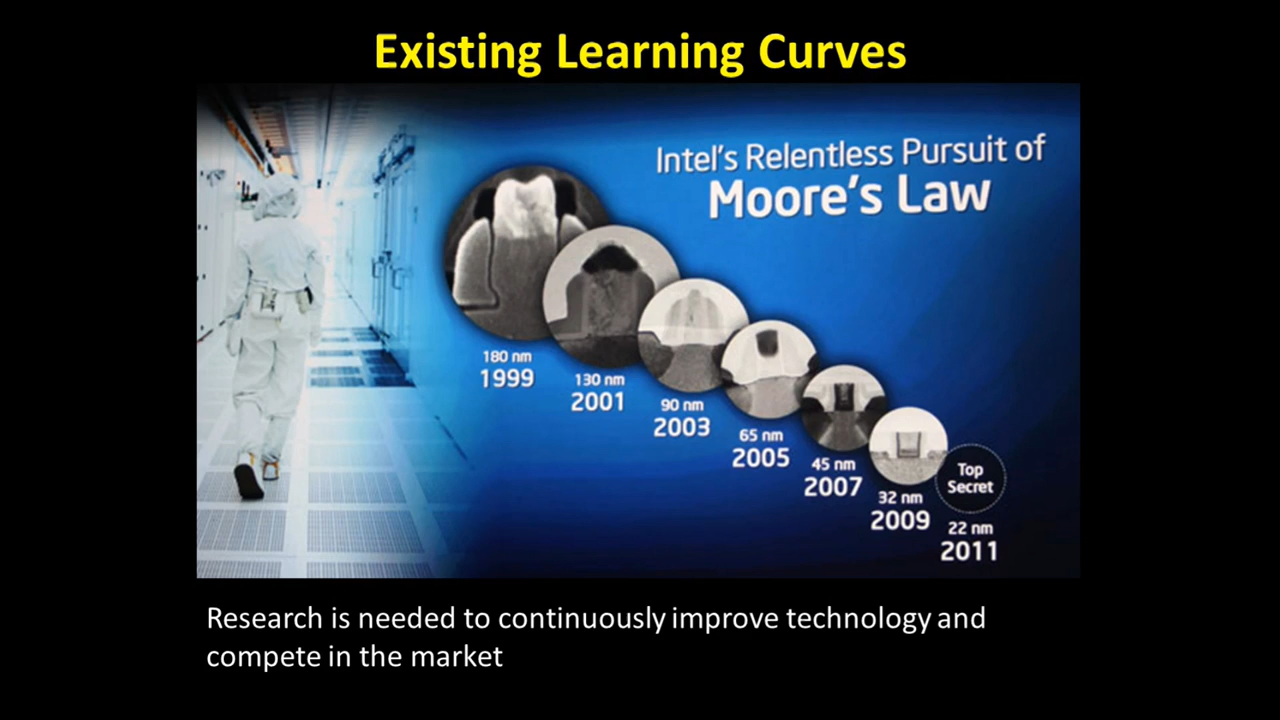 Existing Learning Curves
Intel's Relentless Pursuit of
Moore's Law
180 nm
1999
130 nm
2001
90 nm
2003
65 nm
2005
45 nm
2007
32 nm
2009
Top
Secret
22 nm
2011
Research is needed to continuously improve technology and
compete in the market